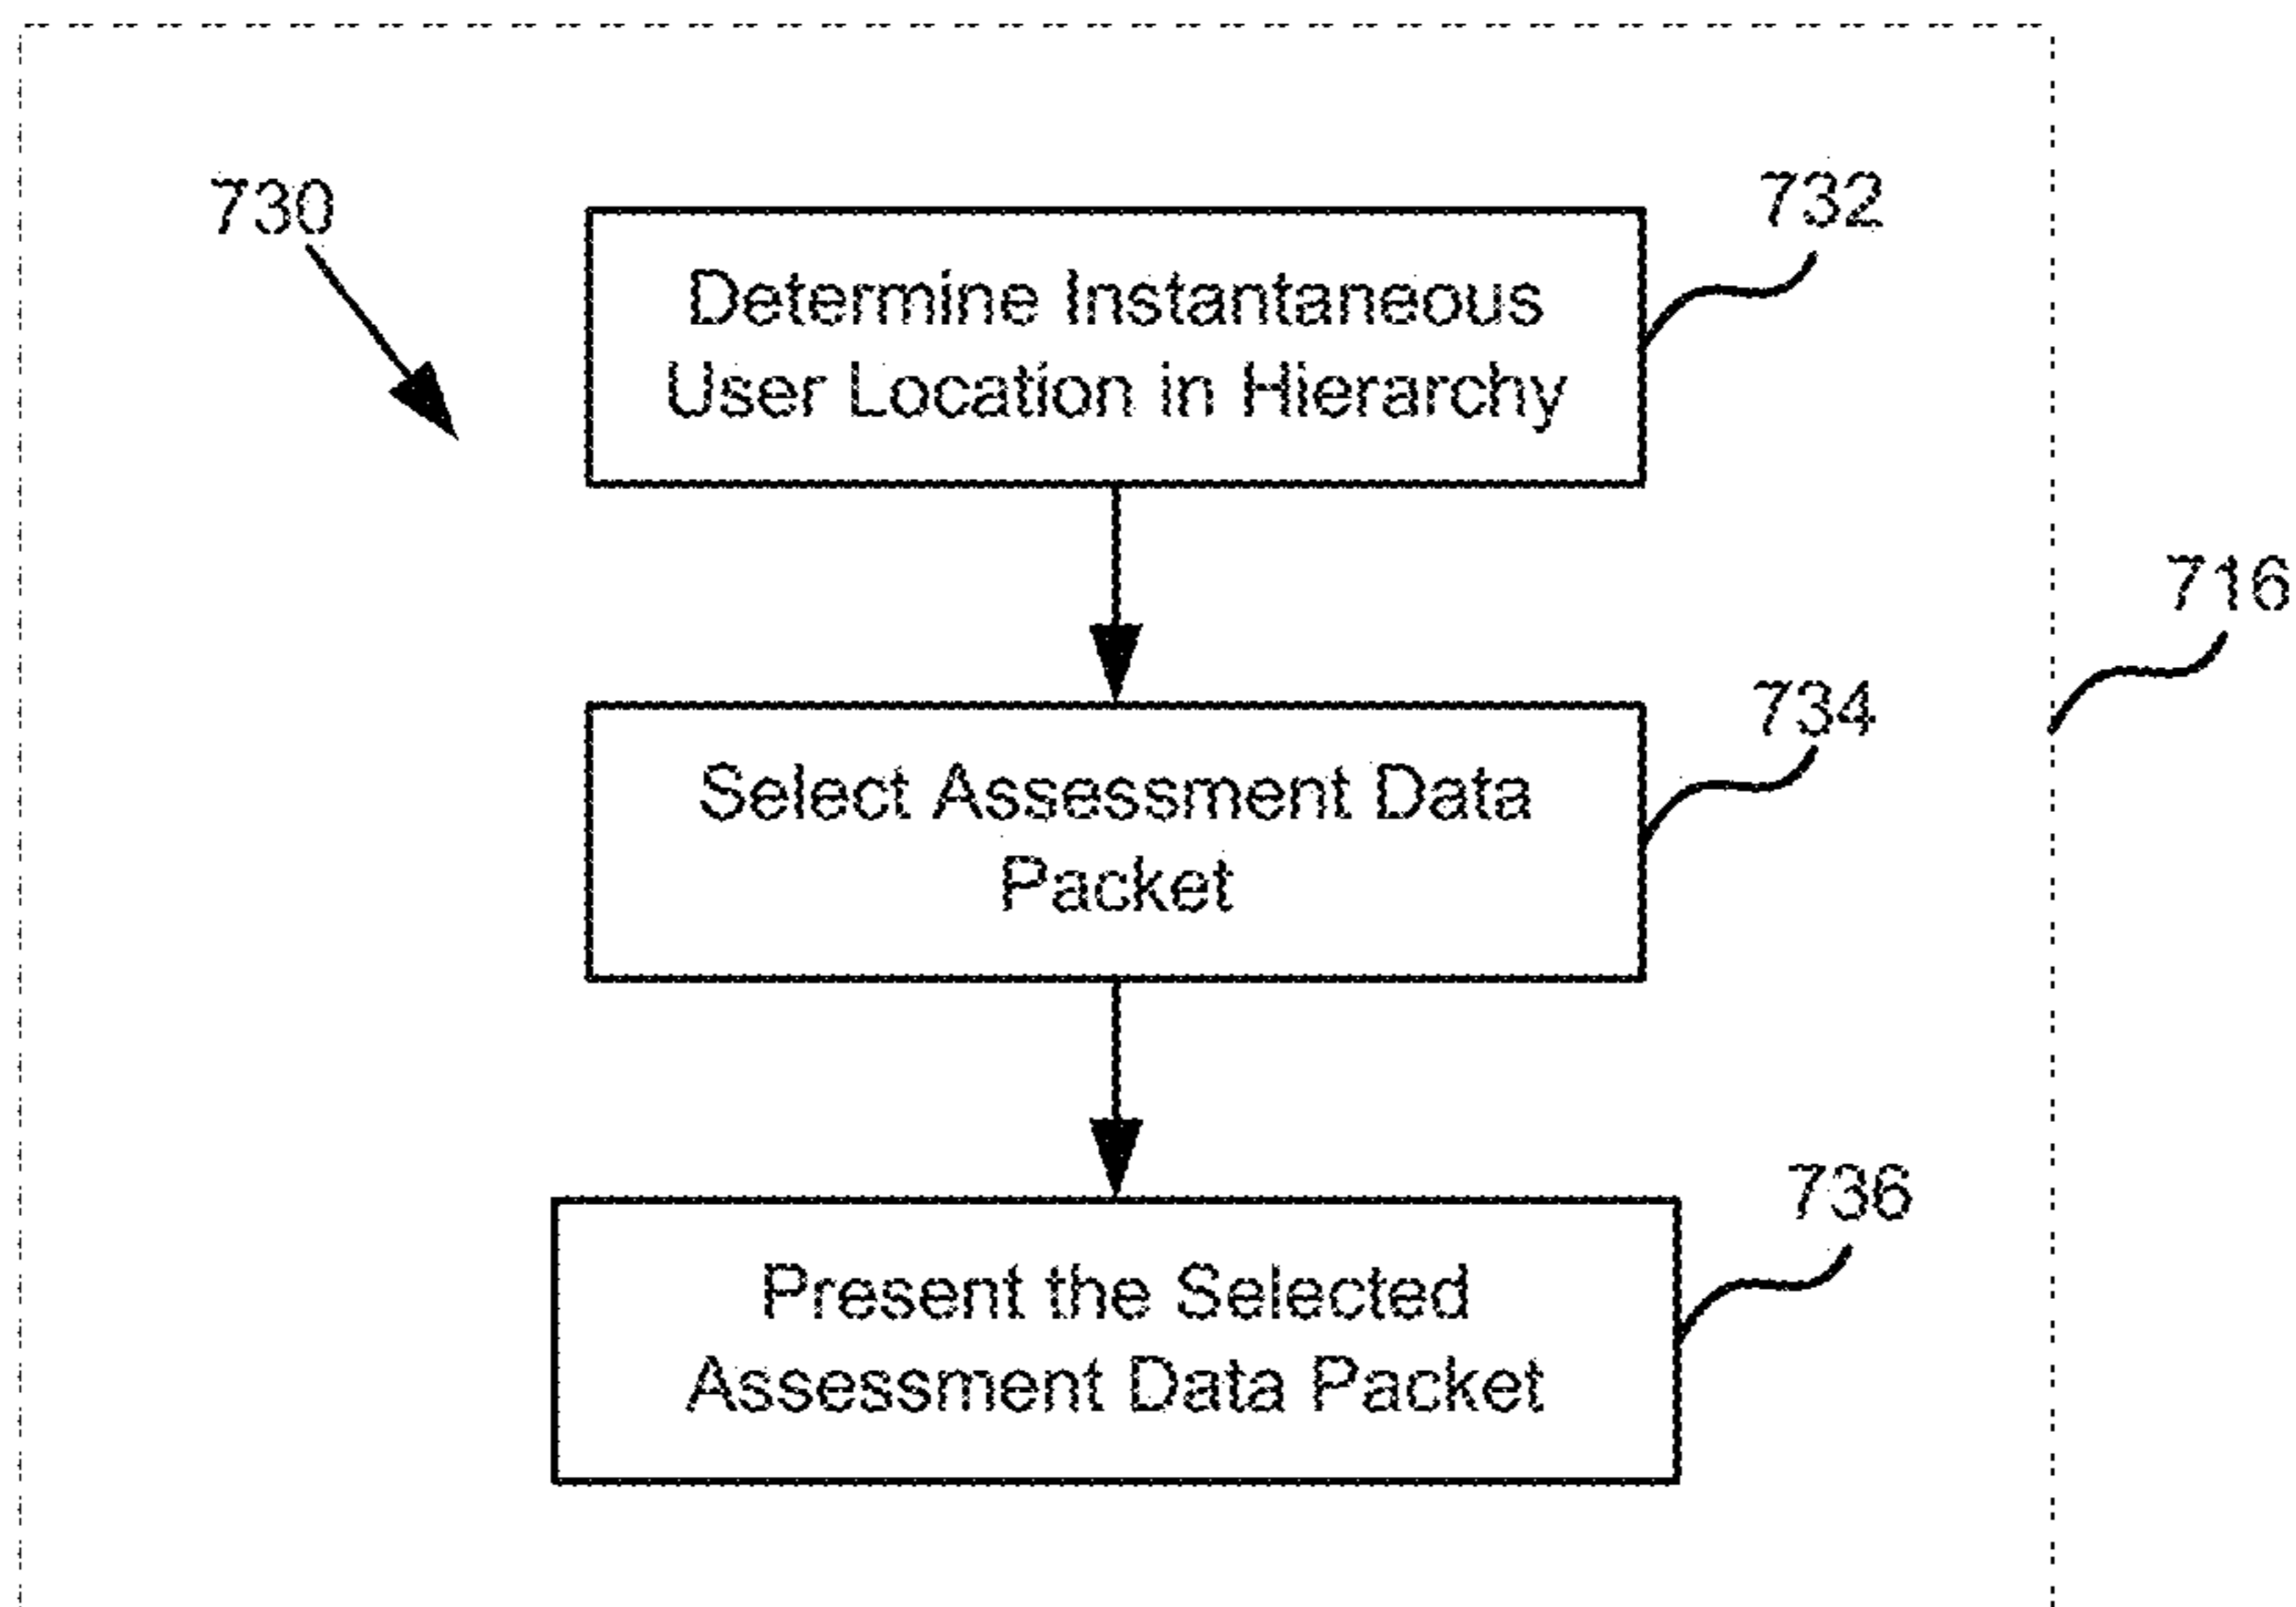 730
732
Determine Instantaneous
User Location in Hierarchy
716
734
Select Assessment Data
Packet
736
Present the Selected
Assessment Data Packet